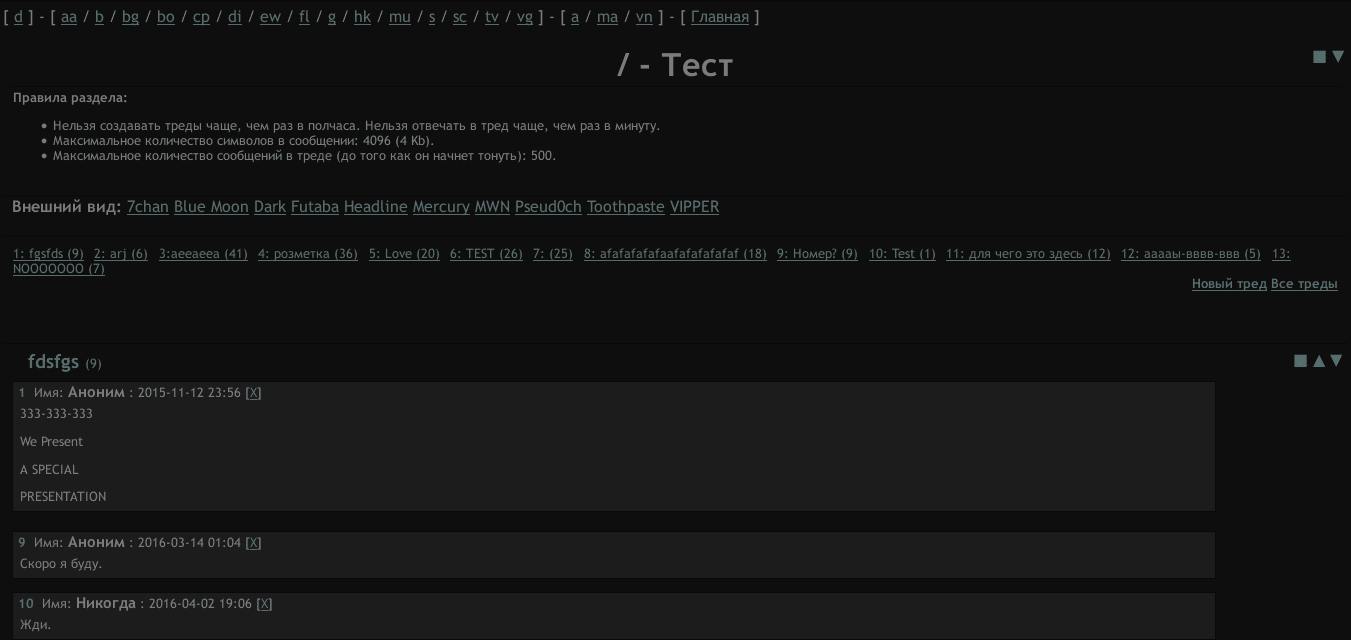 [ d ] - [ aa / b / bg / bo / cp / di / ew / fl / g / hk / mu / s / sc / tv / vg ] - [ a / ma / vn ] - [ Главная ]
/ - Тест
■ ▼
Правила раздела:
• Нельзя создавать треды чаще, чем раз в полчаса. Нельзя отвечать в тред чаще, чем раз в минуту.
• Максимальное количество символов в сообщении: 4096 (4 Kb).
• Максимальное количество сообщений в треде (до того как он начнет тонуть): 500.
Внешний вид: 7chan Blue Moon Dark Futaba Headline Mercury MWN Pseud0ch Toothpaste VIPPER
1: fgsfds (9) 2: arj (6) 3:aeeaeea (41) 4: розметка (36) 5: Love (20) 6: TEST (26) 7: (25) 8: afafafafafaafafafafafaf (18) 9: Номер? (9) 10: Test (1) 11: для чего это здесь (12) 12: ааааы-вввв-ввв (5) 13:
NOOOOOOO (7)
Новый тред Все треды
fdsfgs (9)
■ ▲ ▼
1 Имя: Аноним : 2015-11-12 23:56 [X]
333-333-333
We Present
A SPECIAL
PRESENTATION
9 Имя: Аноним : 2016-03-14 01:04 [X]
Скоро я буду.
10 Имя: Никогда : 2016-04-02 19:06 [X]
Жди.